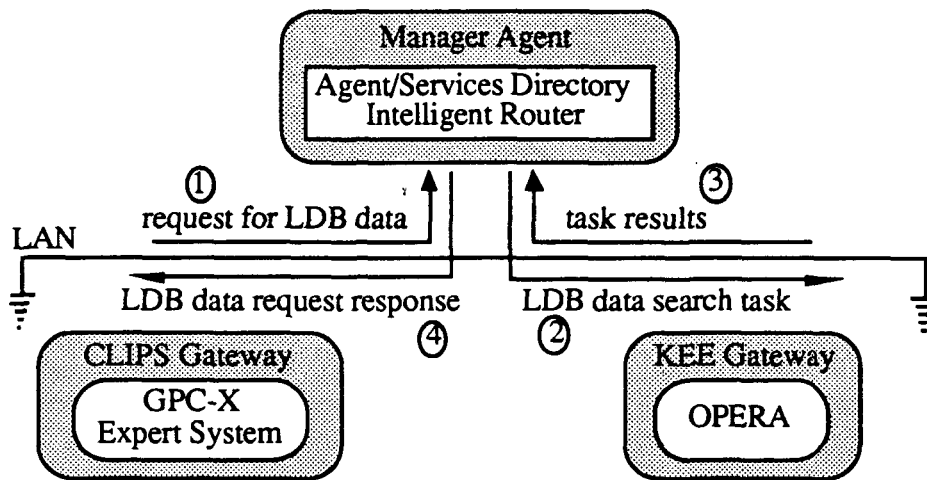 Manager Agent
Agent/Services Directory
Intelligent Router
1
request for LDB data
3
task results
LAN
LDB data request response
4
LDB data search task
2
CLIPS Gateway
GPC-X
Expert System
KEE Gateway
OPERA